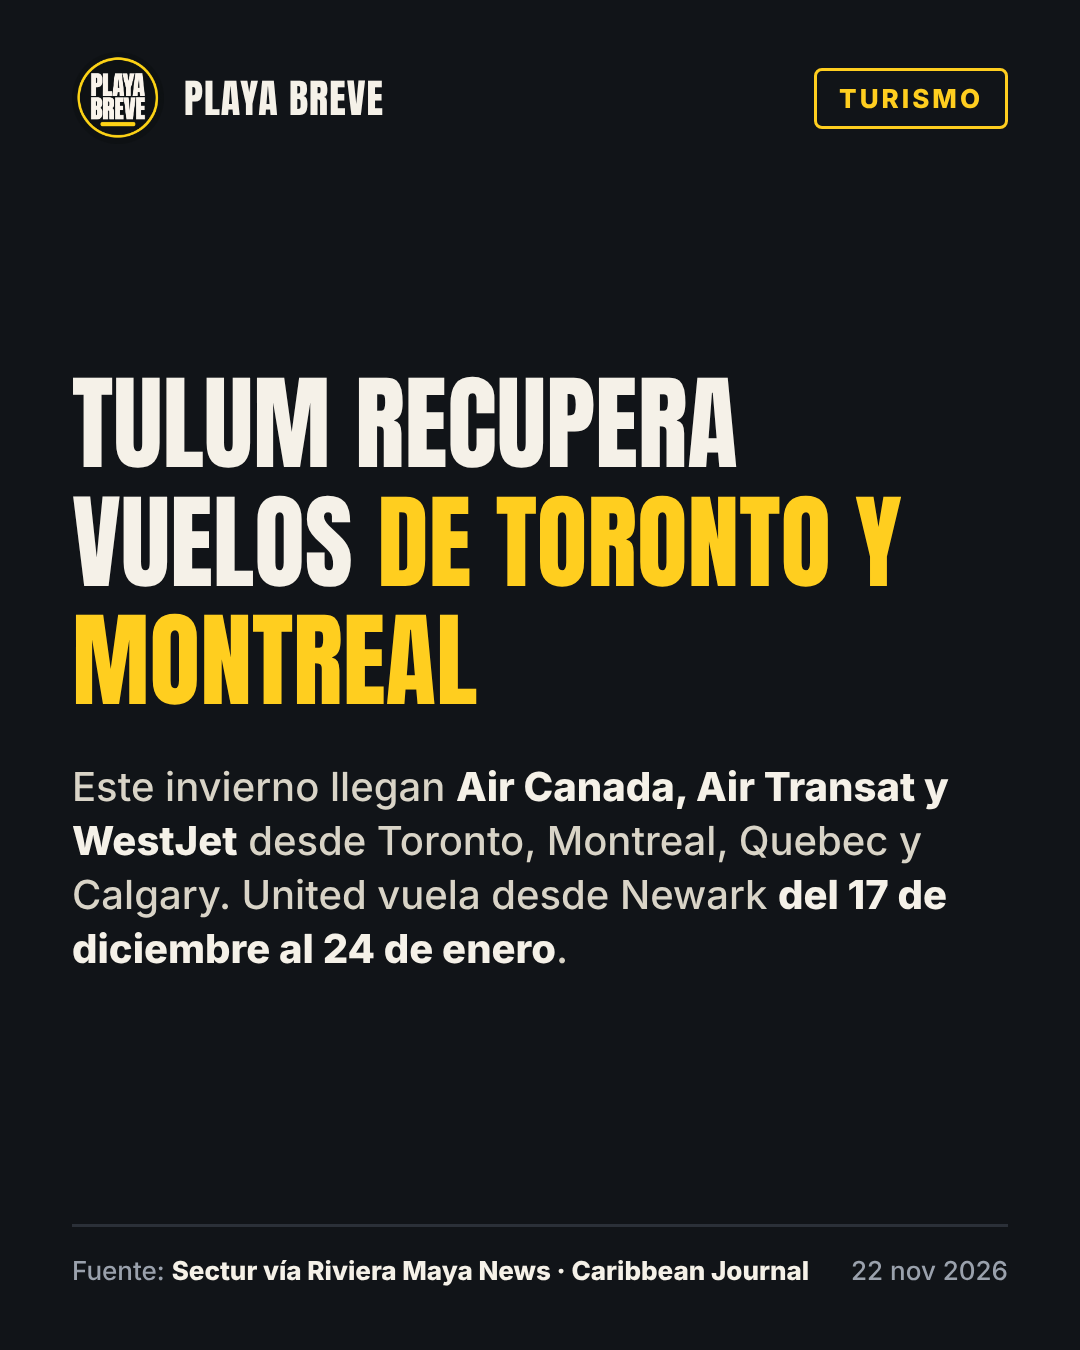 PLAYA
BREVE
PLAYA BREVE
TURISMO
TULUM RECUPERA
VUELOS DE TORONTO Y
MONTREAL
Este invierno llegan Air Canada, Air Transat y
WestJet desde Toronto, Montreal, Quebec y
Calgary. United vuela desde Newark del 17 de
diciembre al 24 de enero.
Fuente: Sectur vía Riviera Maya News · Caribbean Journal
22 nov 2026